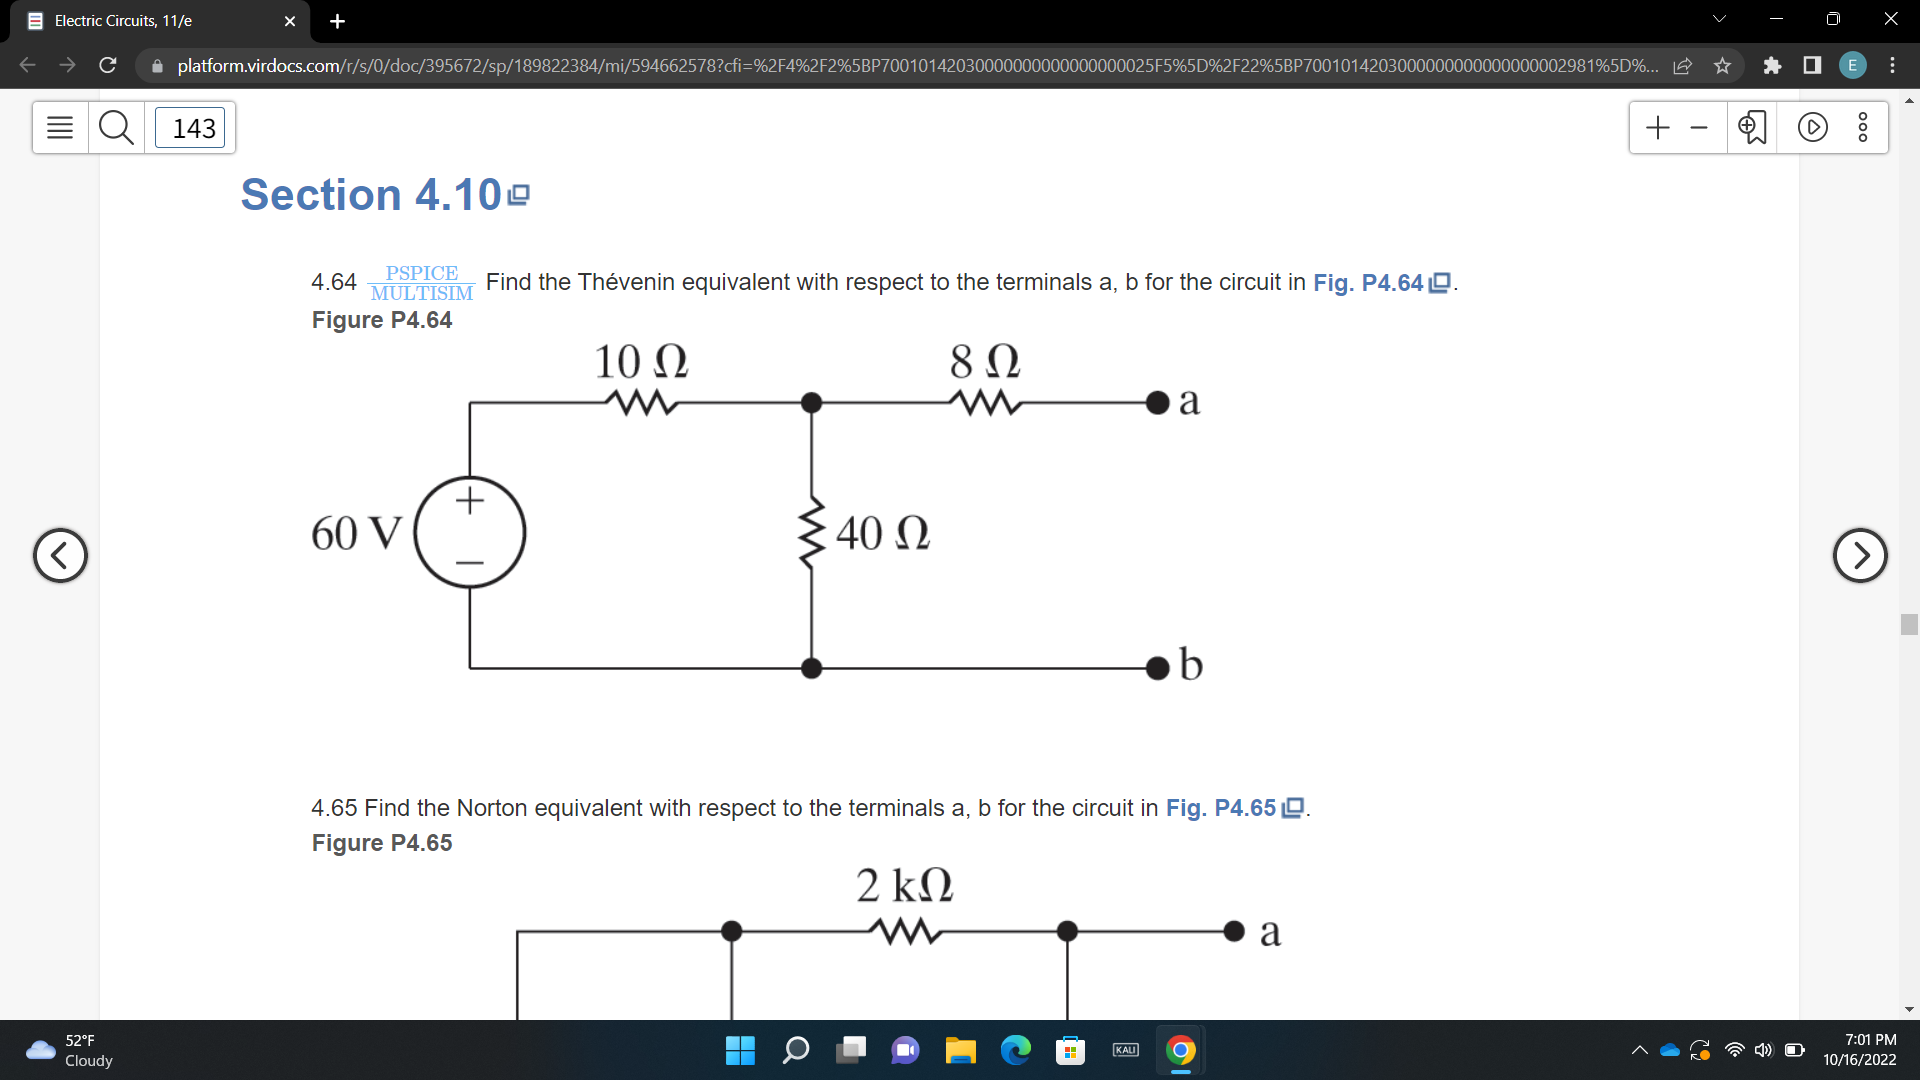 Electric Circuits, 11/e
platform.virdocs.com/r/s/0/doc/395672/sp/189822384/mi/594662578?cfi=%2F4%2F2%5BP70010142030000000000000000025F5%5D%2F22%5BP7001014203000000000000000002981%5D%...
E
143
Section 4.10
4.64 PSPICE MULTISIM Find the Thévenin equivalent with respect to the terminals a, b for the circuit in Fig. P4.64.
Figure P4.64
10 Ω
8 Ω
a
+
60 V
40 Ω
b
4.65 Find the Norton equivalent with respect to the terminals a, b for the circuit in Fig. P4.65.
Figure P4.65
2 kΩ
a
52°F
Cloudy
KALI
7:01 PM
10/16/2022